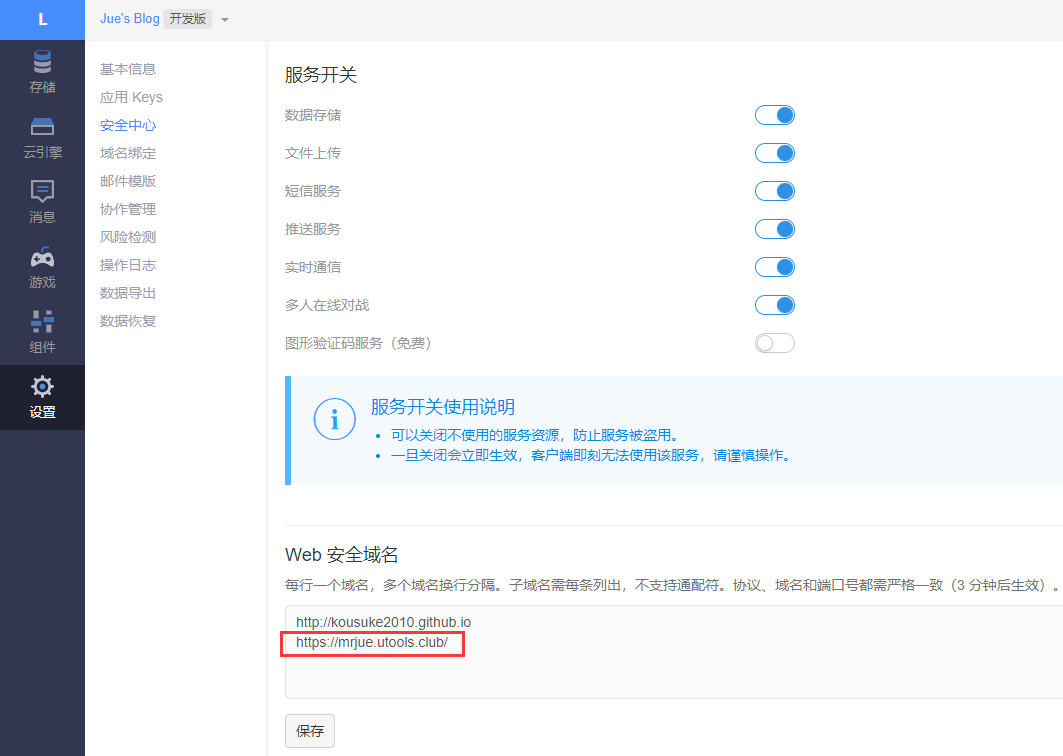 L
Jue's Blog 开发版
存储
云引擎
消息
游戏
组件
设置
基本信息
应用 Keys
安全中心
域名绑定
邮件模版
协作管理
风险检测
操作日志
数据导出
数据恢复
服务开关
数据存储
文件上传
短信服务
推送服务
实时通信
多人在线对战
图形验证码服务（免费）
服务开关使用说明
• 可以关闭不使用的服务资源，防止服务被盗用。
• 一旦关闭会立即生效，客户端即刻无法使用该服务，请谨慎操作。
Web 安全域名
每行一个域名，多个域名换行分隔。子域名需每条列出，不支持通配符。协议、域名和端口号都需严格一致（3 分钟后生效）。
http://kousuke2010.github.io
https://mrjue.utools.club/
保存